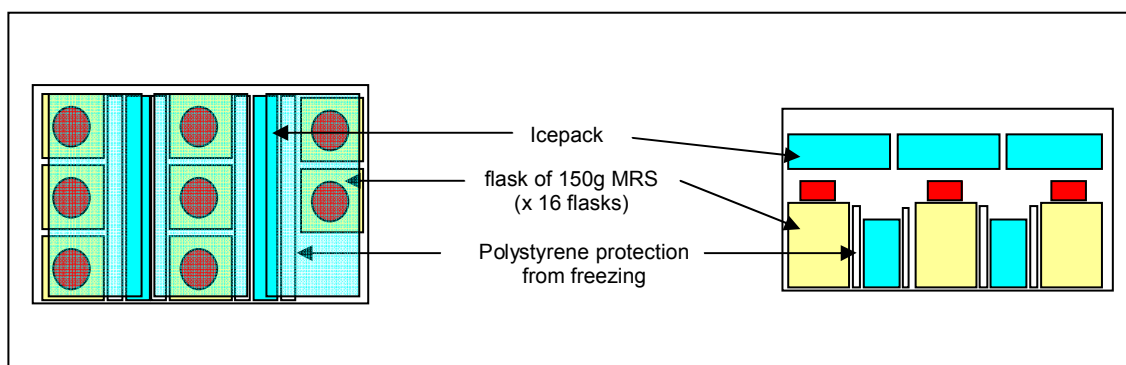 Icepack
flask of 150g MRS
(x 16 flasks)
Polystyrene protection
from freezing